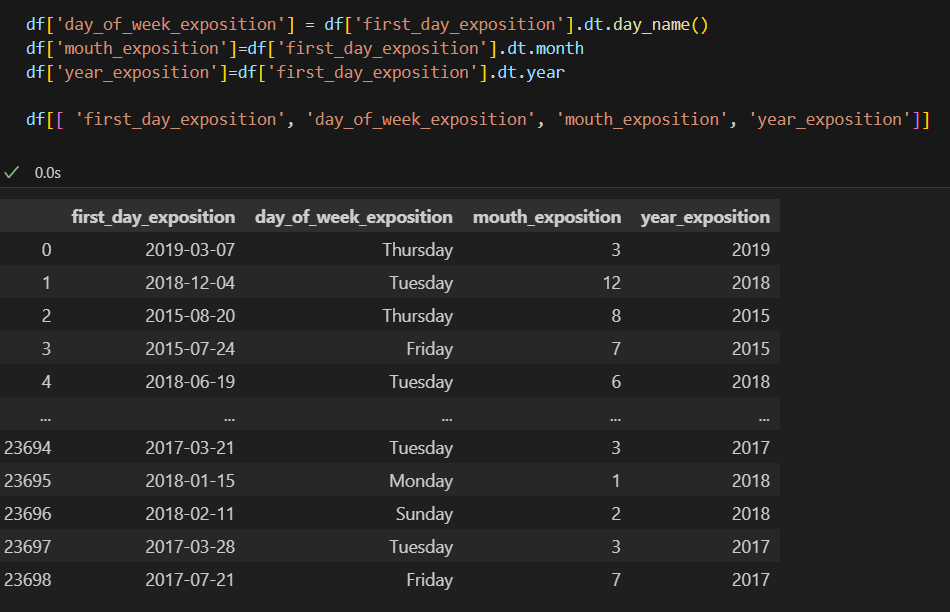 df['day_of_week_exposition'] = df['first_day_exposition'].dt.day_name()
df['mouth_exposition']=df['first_day_exposition'].dt.month
df['year_exposition']=df['first_day_exposition'].dt.year
df[[ 'first_day_exposition', 'day_of_week_exposition', 'mouth_exposition', 'year_exposition']]
0.0s
first_day_exposition day_of_week_exposition mouth_exposition year_exposition
0 2019-03-07 Thursday 3 2019
1 2018-12-04 Tuesday 12 2018
2 2015-08-20 Thursday 8 2015
3 2015-07-24 Friday 7 2015
4 2018-06-19 Tuesday 6 2018
... ... ... ... ...
23694 2017-03-21 Tuesday 3 2017
23695 2018-01-15 Monday 1 2018
23696 2018-02-11 Sunday 2 2018
23697 2017-03-28 Tuesday 3 2017
23698 2017-07-21 Friday 7 2017